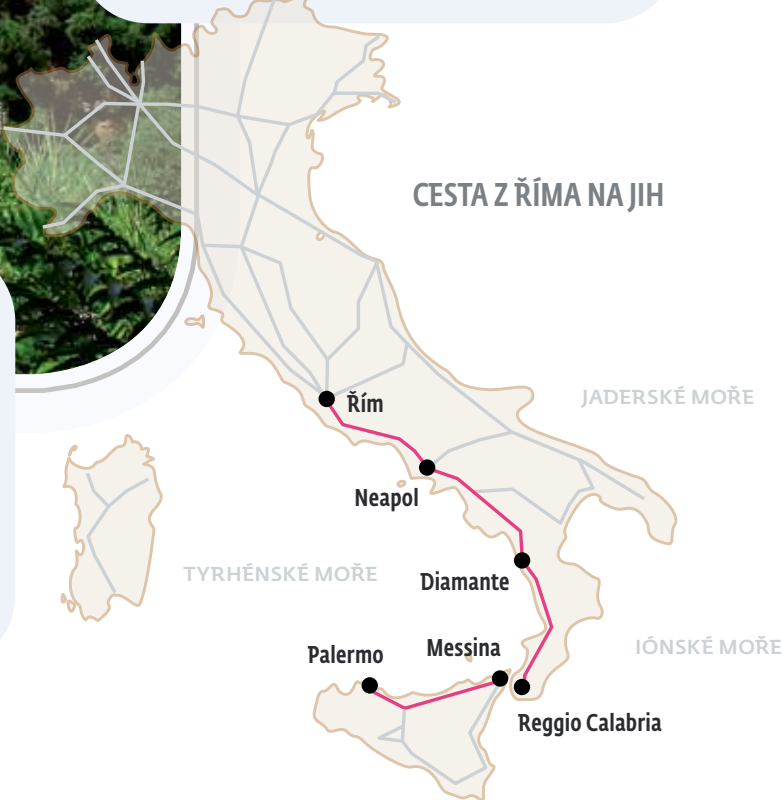 CESTA Z ŘÍMA NA JIH
JADERSKÉ MOŘE
Řím
Neapol
TYRHÉNSKÉ MOŘE
Diamante
Messina
IÓNSKÉ MOŘE
Palermo
Reggio Calabria